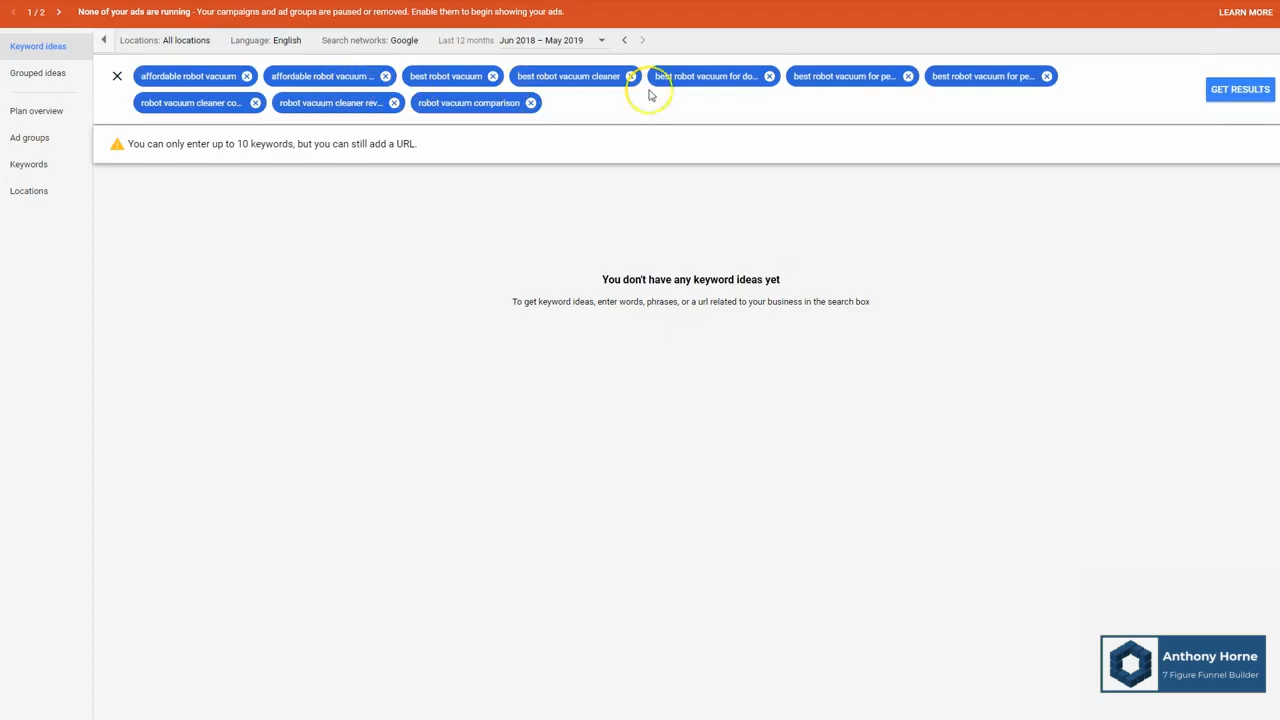 1 / 2 None of your ads are running - Your campaigns and ad groups are paused or removed. Enable them to begin showing your ads. LEARN MORE
Keyword ideas
Grouped ideas
Plan overview
Ad groups
Keywords
Locations
Locations: All locations Language: English Search networks: Google Last 12 months Jun 2018 – May 2019
affordable robot vacuum affordable robot vacuum ... best robot vacuum best robot vacuum cleaner best robot vacuum for do... best robot vacuum for pe... best robot vacuum for pe...
robot vacuum cleaner co... robot vacuum cleaner rev... robot vacuum comparison
GET RESULTS
You can only enter up to 10 keywords, but you can still add a URL.
You don't have any keyword ideas yet
To get keyword ideas, enter words, phrases, or a url related to your business in the search box
Anthony Horne
7 Figure Funnel Builder